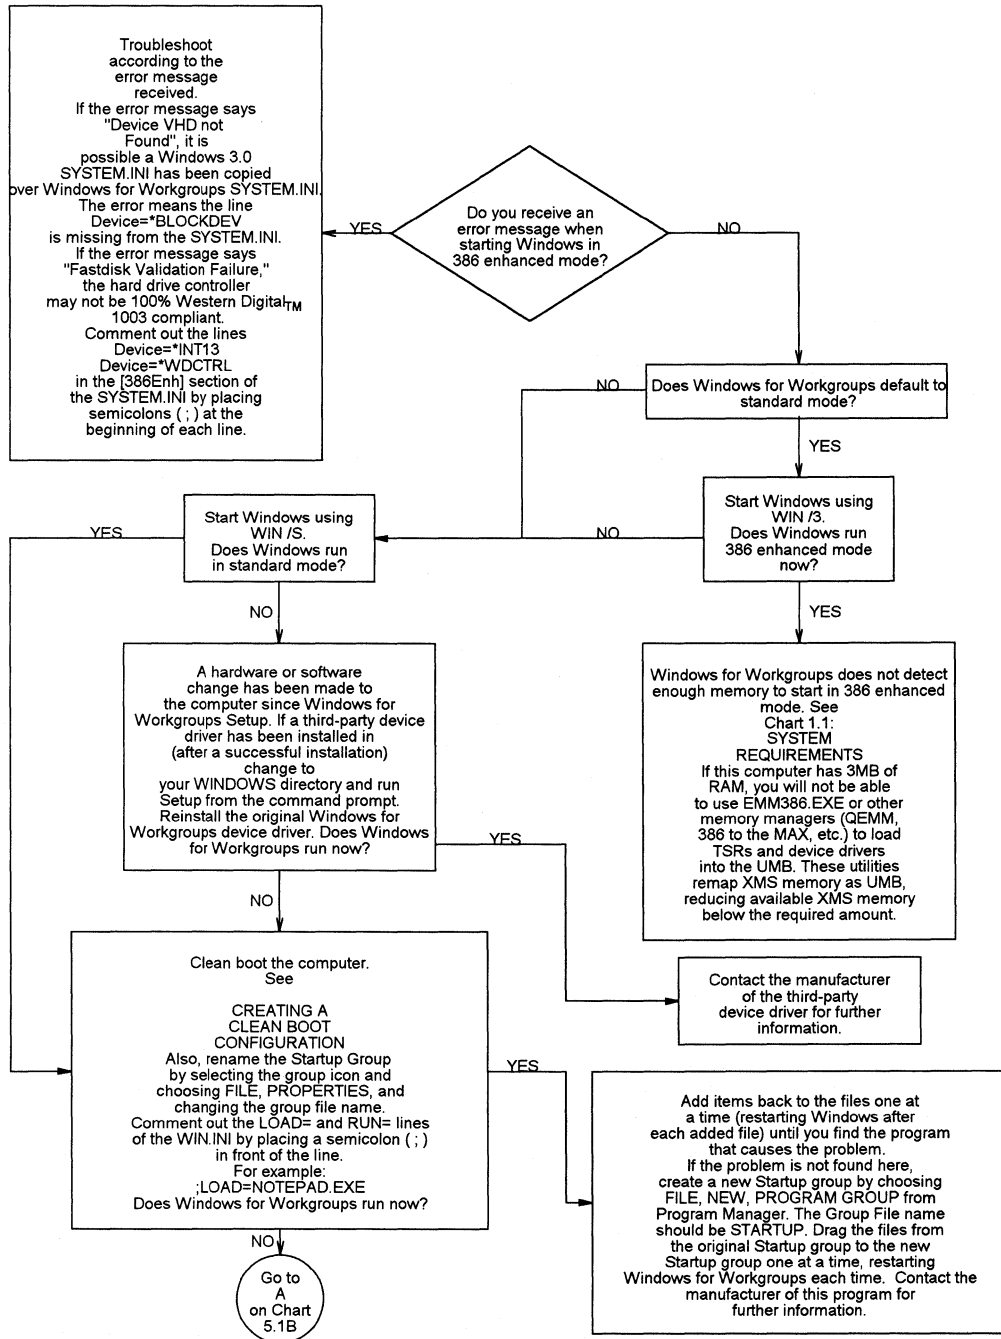 Troubleshoot
according to the
error message
received.
If the error message says
"Device VHD not
Found", it is
possible a Windows 3.0
SYSTEM.INI has been copied
over Windows for Workgroups SYSTEM.INI.
The error means the line
Device=*BLOCKDEV
is missing from the SYSTEM.INI.
If the error message says
"Fastdisk Validation Failure,"
the hard drive controller
may not be 100% Western Digital™
1003 compliant.
Comment out the lines
Device=*INT13
Device=*WDCTRL
in the [386Enh] section of
the SYSTEM.INI by placing
semicolons ( ; ) at the
beginning of each line.
YES
Do you receive an
error message when
starting Windows in
386 enhanced mode?
NO
NO
Does Windows for Workgroups default to
standard mode?
YES
YES
Start Windows using
WIN /S.
Does Windows run
in standard mode?
NO
Start Windows using
WIN /3.
Does Windows run
386 enhanced mode
now?
NO
YES
A hardware or software
change has been made to
the computer since Windows for
Workgroups Setup. If a third-party device
driver has been installed in
(after a successful installation)
change to
your WINDOWS directory and run
Setup from the command prompt.
Reinstall the original Windows for
Workgroups device driver. Does Windows
for Workgroups run now?
YES
Windows for Workgroups does not detect
enough memory to start in 386 enhanced
mode. See
Chart 1.1:
SYSTEM
REQUIREMENTS
If this computer has 3MB of
RAM, you will not be able
to use EMM386.EXE or other
memory managers (QEMM,
386 to the MAX, etc.) to load
TSRs and device drivers
into the UMB. These utilities
remap XMS memory as UMB,
reducing available XMS memory
below the required amount.
NO
Clean boot the computer.
See
CREATING A
CLEAN BOOT
CONFIGURATION
Also, rename the Startup Group
by selecting the group icon and
choosing FILE, PROPERTIES, and
changing the group file name.
Comment out the LOAD= and RUN= lines
of the WIN.INI by placing a semicolon ( ; )
in front of the line.
For example:
;LOAD=NOTEPAD.EXE
Does Windows for Workgroups run now?
Contact the manufacturer
of the third-party
device driver for further
information.
YES
Add items back to the files one at
a time (restarting Windows after
each added file) until you find the program
that causes the problem.
If the problem is not found here,
create a new Startup group by choosing
FILE, NEW, PROGRAM GROUP from
Program Manager. The Group File name
should be STARTUP. Drag the files from
the original Startup group to the new
Startup group one at a time, restarting
Windows for Workgroups each time. Contact the
manufacturer of this program for
further information.
NO
Go to
A
on Chart
5.1B